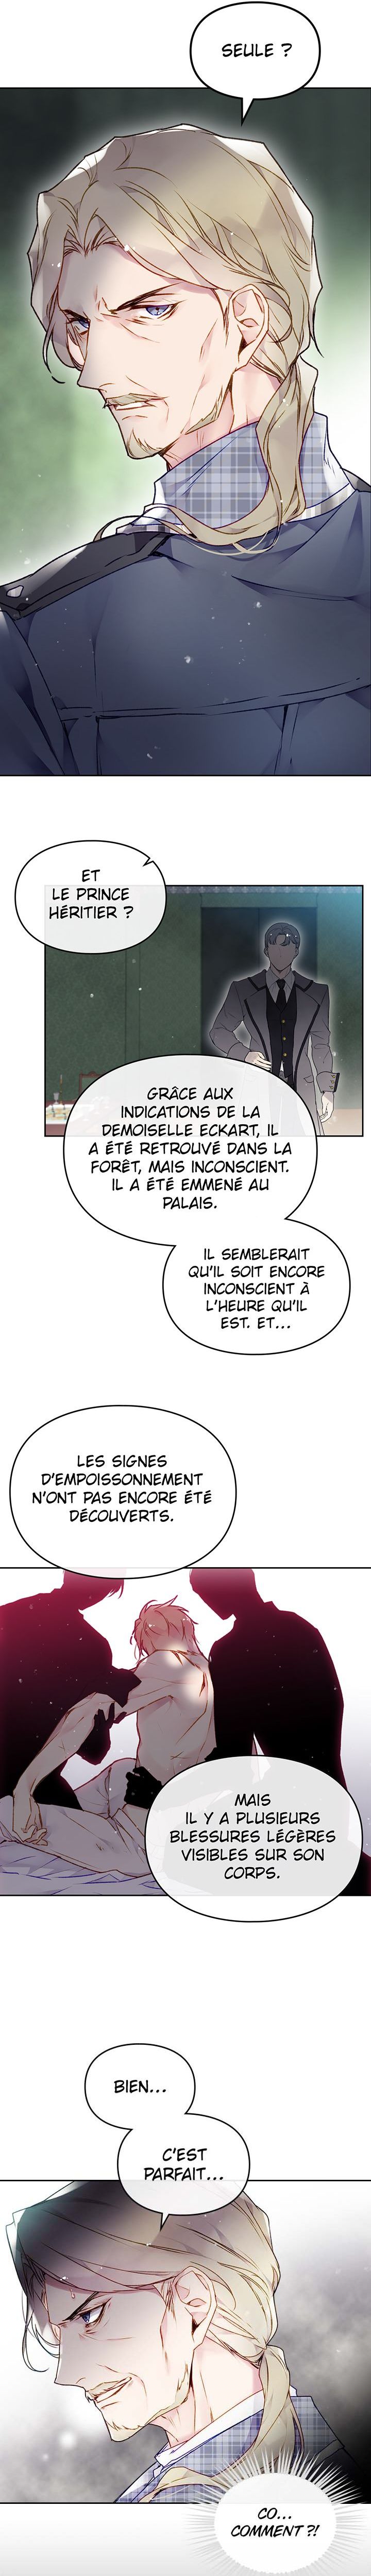 SEULE ?
ET
LE PRINCE
HÉRITIER ?
GRÂCE AUX
INDICATIONS DE LA
DEMOISELLE ECKART, IL
A ÉTÉ RETROUVÉ DANS LA
FORÊT, MAIS INCONSCIENT.
IL A ÉTÉ EMMENÉ AU
PALAIS.
IL SEMBLERAIT
QU'IL SOIT ENCORE
INCONSCIENT À
L'HEURE QU'IL
EST. ET...
LES SIGNES
D'EMPOISSONNEMENT
N'ONT PAS ENCORE ÉTÉ
DÉCOUVERTS.
MAIS
IL Y A PLUSIEURS
BLESSURES LÉGÈRES
VISIBLES SUR SON
CORPS.
BIEN...
C'EST
PARFAIT...
CO...
COMMENT ?!